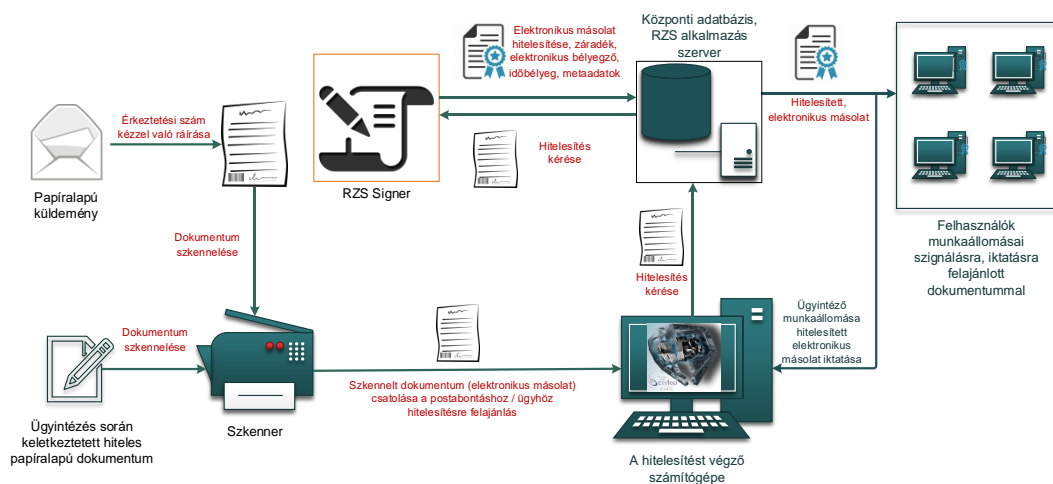 Elektronikus másolat
hitelesítése, záradék,
elektronikus bélyegző,
időbélyeg, metaadatok
Központi adatbázis,
RZS alkalmazás
szerver
Érkeztetési szám
kézzel való ráírása
Hitelesítés
kérése
Hitelesített,
elektronikus másolat
Papíralapú
küldemény
RZS Signer
Dokumentum
szkennelése
Hitelesítés
kérése
Felhasználók
munkaállomásai
szignálásra, iktatásra
felajánlott
dokumentummal
Dokumentum
szkennelése
Ügyintéző
munkaállomása
hitelesített
elektronikus
másolat iktatása
Szkennelt dokumentum (elektronikus másolat)
csatolása a postabontáshoz / ügyhöz
hitelesítésre felajánlás
Ügyintézés során
keletkeztetett hiteles
papíralapú dokumentum
Szkenner
A hitelesítést végző
számítógépe